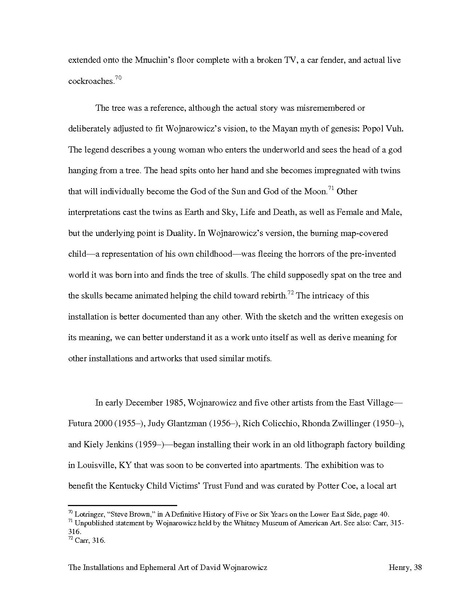 extended onto the Mnuchin's floor complete with a broken TV, a car fender, and actual live
cockroaches.70
The tree was a reference, although the actual story was misremembered or
deliberately adjusted to fit Wojnarowicz's vision, to the Mayan myth of genesis: Popol Vuh.
The legend describes a young woman who enters the underworld and sees the head of a god
hanging from a tree. The head spits onto her hand and she becomes impregnated with twins
that will individually become the God of the Sun and God of the Moon.71 Other
interpretations cast the twins as Earth and Sky, Life and Death, as well as Female and Male,
but the underlying point is Duality. In Wojnarowicz's version, the burning map-covered
child—a representation of his own childhood—was fleeing the horrors of the pre-invented
world it was born into and finds the tree of skulls. The child supposedly spat on the tree and
the skulls became animated helping the child toward rebirth.72 The intricacy of this
installation is better documented than any other. With the sketch and the written exegesis on
its meaning, we can better understand it as a work unto itself as well as derive meaning for
other installations and artworks that used similar motifs.
In early December 1985, Wojnarowicz and five other artists from the East Village—
Futura 2000 (1955–), Judy Glantzman (1956–), Rich Colicchio, Rhonda Zwillinger (1950–),
and Kiely Jenkins (1959–)—began installing their work in an old lithograph factory building
in Louisville, KY that was soon to be converted into apartments. The exhibition was to
benefit the Kentucky Child Victims' Trust Fund and was curated by Potter Coe, a local art
70 Lotringer, "Steve Brown," in A Definitive History of Five or Six Years on the Lower East Side, page 40.
71 Unpublished statement by Wojnarowicz held by the Whitney Museum of American Art. See also: Carr, 315-
316.
72 Carr, 316.
The Installations and Ephemeral Art of David Wojnarowicz Henry, 38